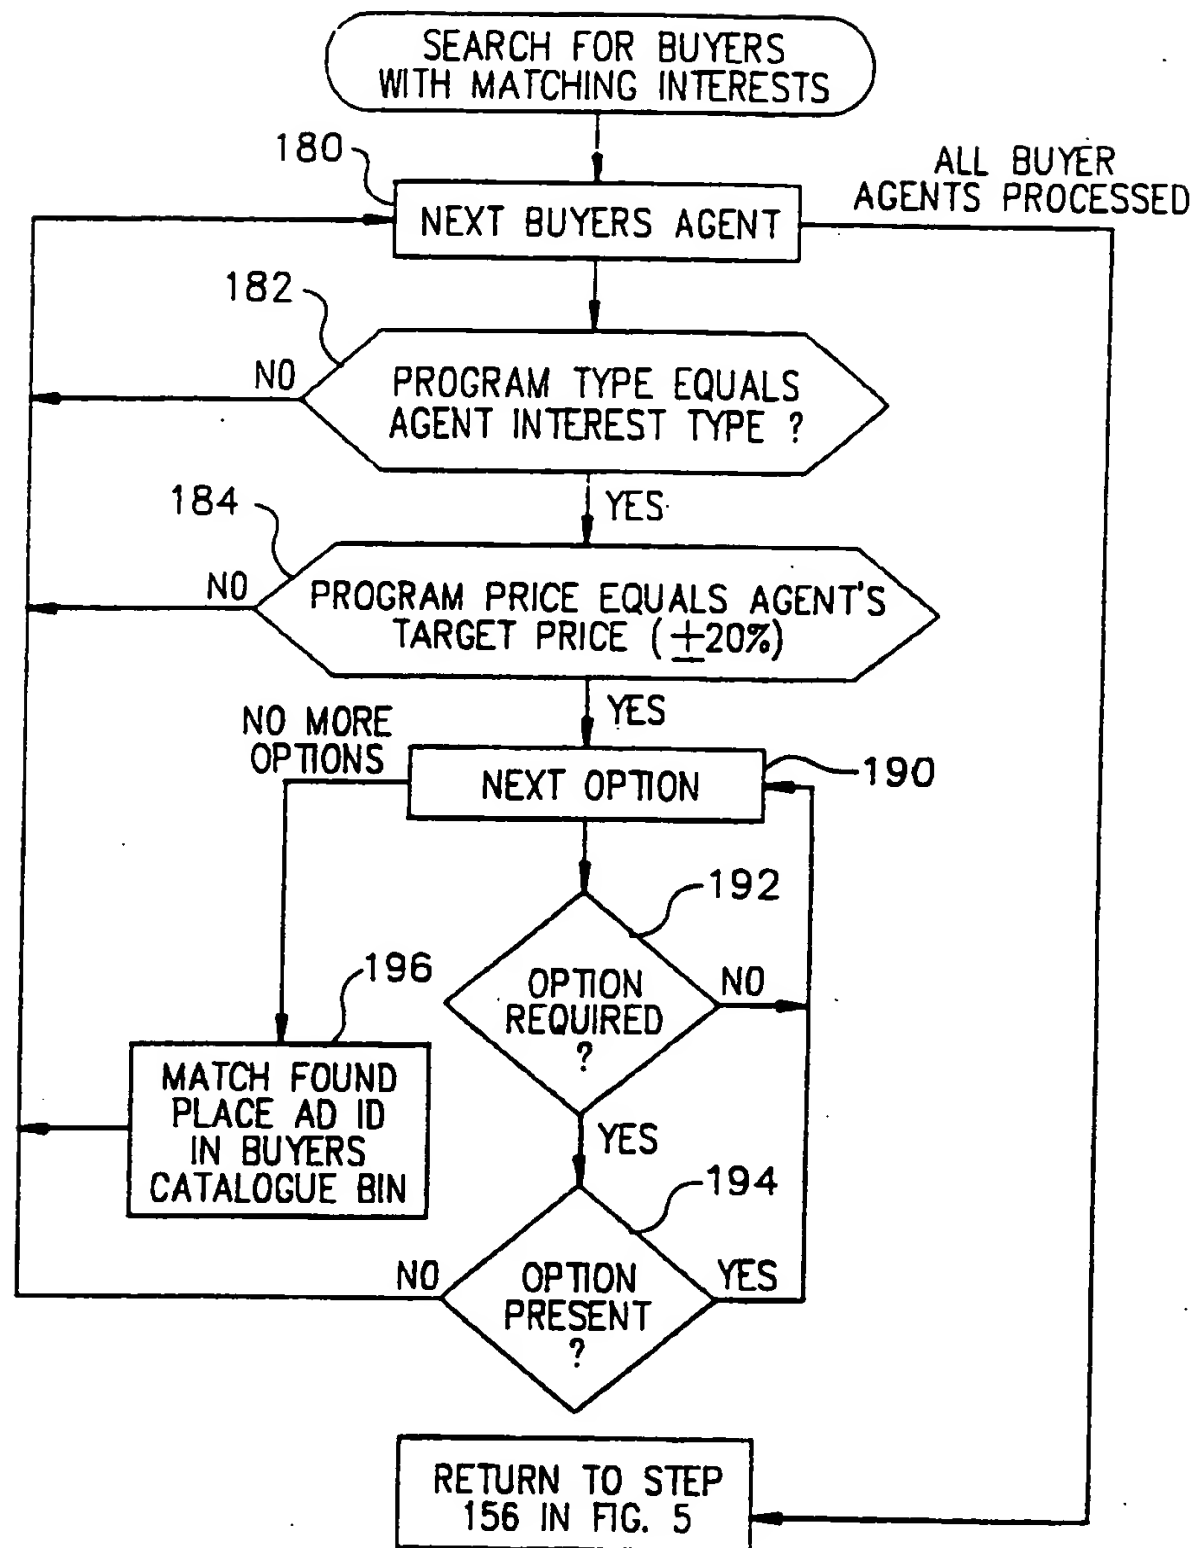 SEARCH FOR BUYERS
WITH MATCHING INTERESTS
180
ALL BUYER
AGENTS PROCESSED
NEXT BUYERS AGENT
182
NO
PROGRAM TYPE EQUALS
AGENT INTEREST TYPE ?
YES
184
NO
PROGRAM PRICE EQUALS AGENT'S
TARGET PRICE (±20%)
YES
NO MORE
OPTIONS
NEXT OPTION
190
192
OPTION
REQUIRED
?
NO
196
MATCH FOUND
PLACE AD ID
IN BUYERS
CATALOGUE BIN
YES
194
NO
OPTION
PRESENT
?
YES
RETURN TO STEP
156 IN FIG. 5